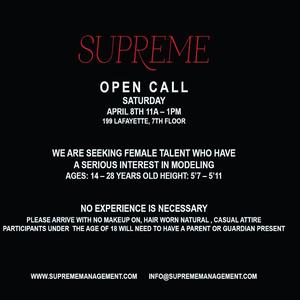 SUPREME
OPEN CALL
SATURDAY
APRIL 8TH 11A – 1PM
199 LAFAYETTE, 7TH FLOOR
WE ARE SEEKING FEMALE TALENT WHO HAVE
A SERIOUS INTEREST IN MODELING
AGES: 14 – 28 YEARS OLD HEIGHT: 5'7 – 5'11
NO EXPERIENCE IS NECESSARY
PLEASE ARRIVE WITH NO MAKEUP ON, HAIR WORN NATURAL , CASUAL ATTIRE
PARTICIPANTS UNDER THE AGE OF 18 WILL NEED TO HAVE A PARENT OR GUARDIAN PRESENT
WWW.SUPREMEMANAGEMENT.COM INFO@SUPREMEMANAGEMENT.COM